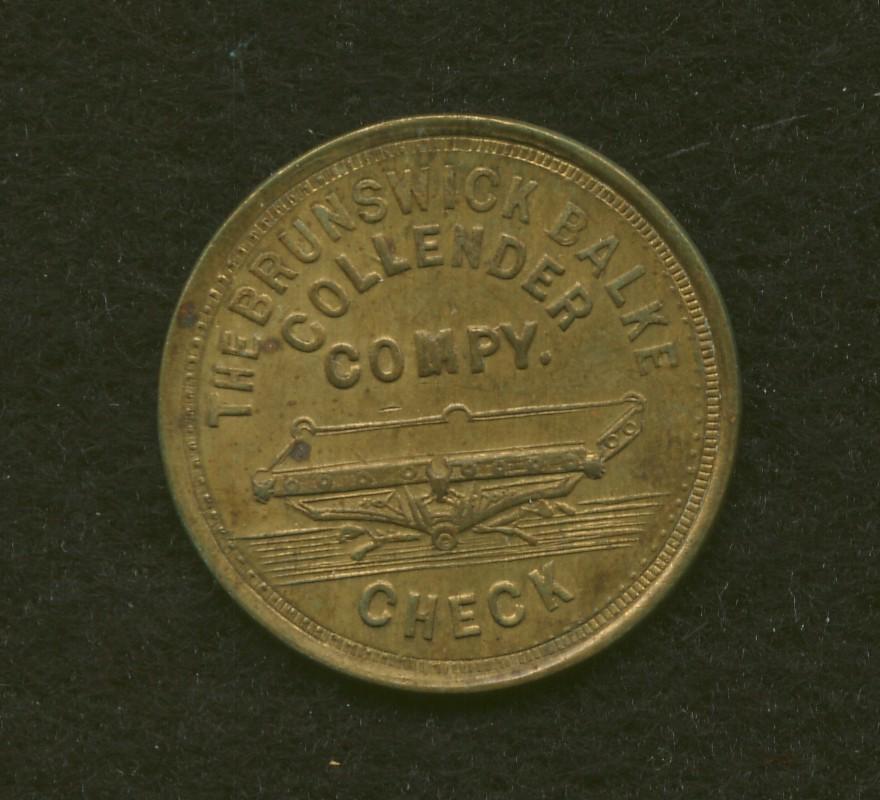 THE BRUNSWICK BALKE
COLLENDER
COMPY.
CHECK